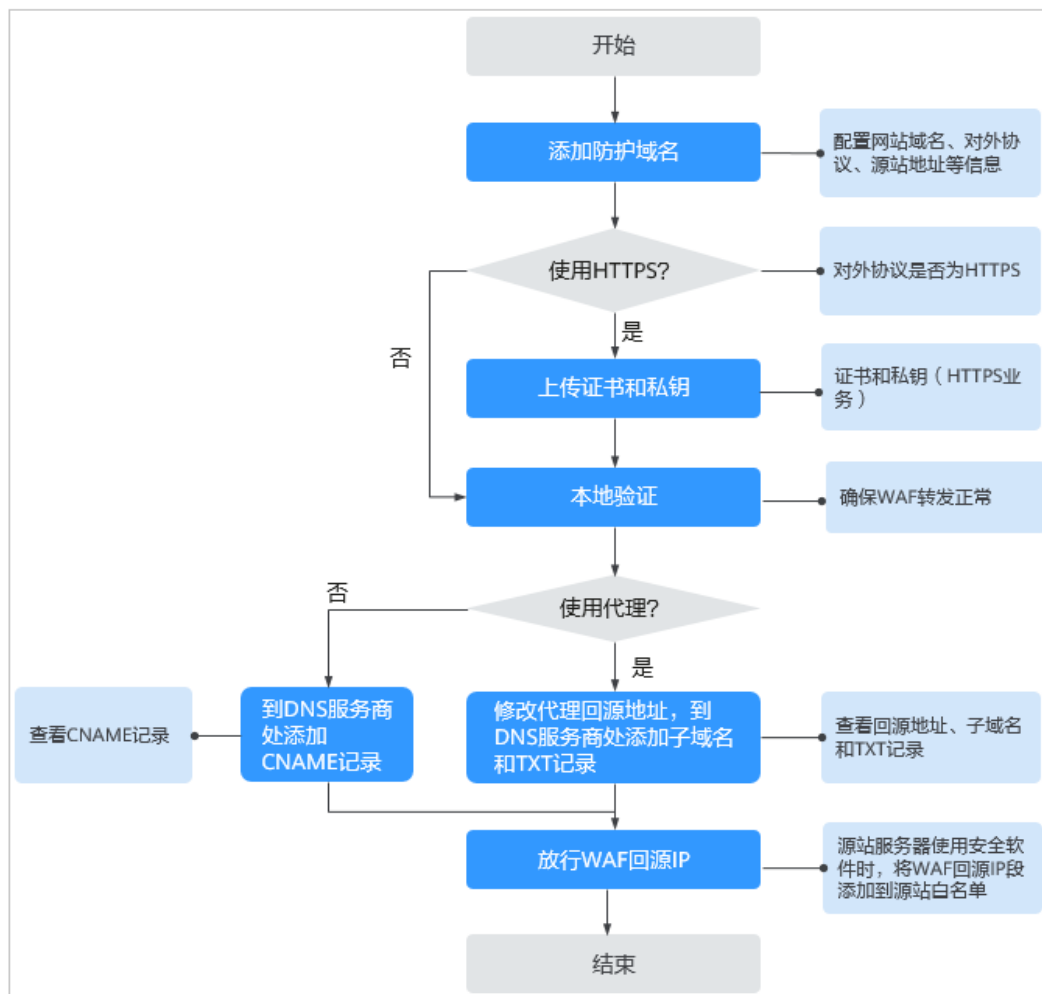 开始
添加防护域名
配置网站域名、对外协
议、源站地址等信息
使用HTTPS?
对外协议是否为HTTPS
是
否
上传证书和私钥
证书和私钥（HTTPS业
务）
本地验证
确保WAF转发正常
使用代理?
否
是
查看CNAME记录
到DNS服务商
处添加
CNAME记录
修改代理回源地址，到
DNS服务商处添加子域名
和TXT记录
查看回源地址、子域名
和TXT记录
放行WAF回源IP
源站服务器使用安全软
件时，将WAF回源IP段
添加到源站白名单
结束